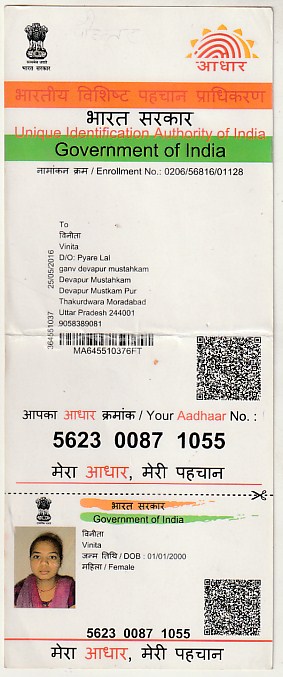 भारत सरकार
आधार
भारतीय विशिष्ट पहचान प्राधिकरण
भारत सरकार
Unique Identification Authority of India
Government of India
नामांकन क्रम / Enrollment No.: 0206/56816/01128
To
विनीता
Vinita
D/O: Pyare Lal
ganv devapur mustahkam
Devapur Mustahkam
Devapur Mustkam Pur
Thakurdwara Moradabad
Uttar Pradesh 244001
9058389081
25/05/2016
364551037
MA645510376FT
आपका आधार क्रमांक / Your Aadhaar No. :
5623 0087 1055
मेरा आधार, मेरी पहचान
भारत सरकार
Government of India
विनीता
Vinita
जन्म तिथि / DOB : 01/01/2000
महिला / Female
5623 0087 1055
मेरा आधार, मेरी पहचान